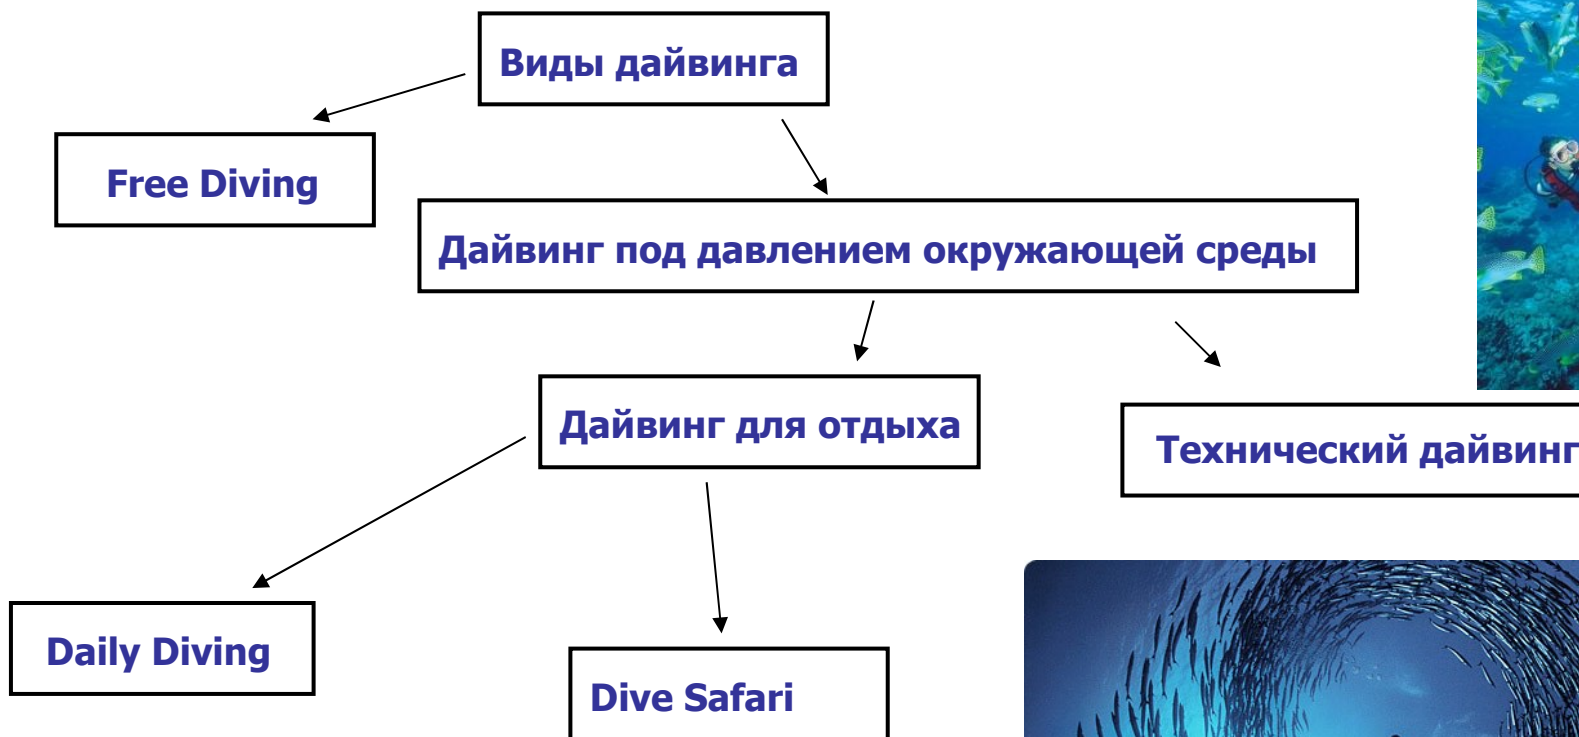 Виды дайвинга
Free Diving
Дайвинг под давлением окружающей среды
Дайвинг для отдыха
Технический дайвинг
Daily Diving
Dive Safari